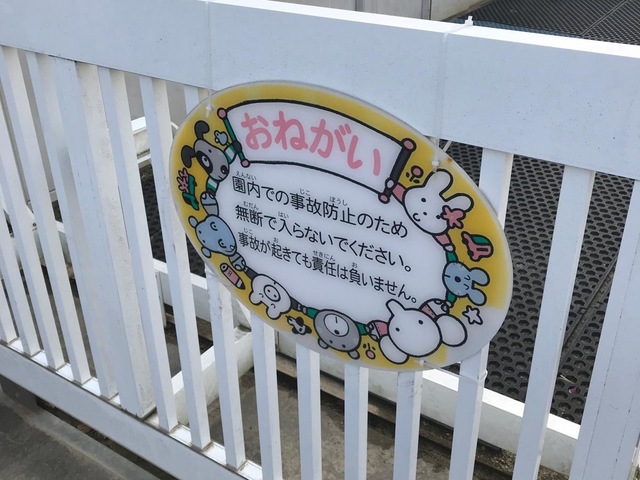 おねがい
園内での事故防止のため
無断で入らないでください。
事故が起きても責任は負いません。